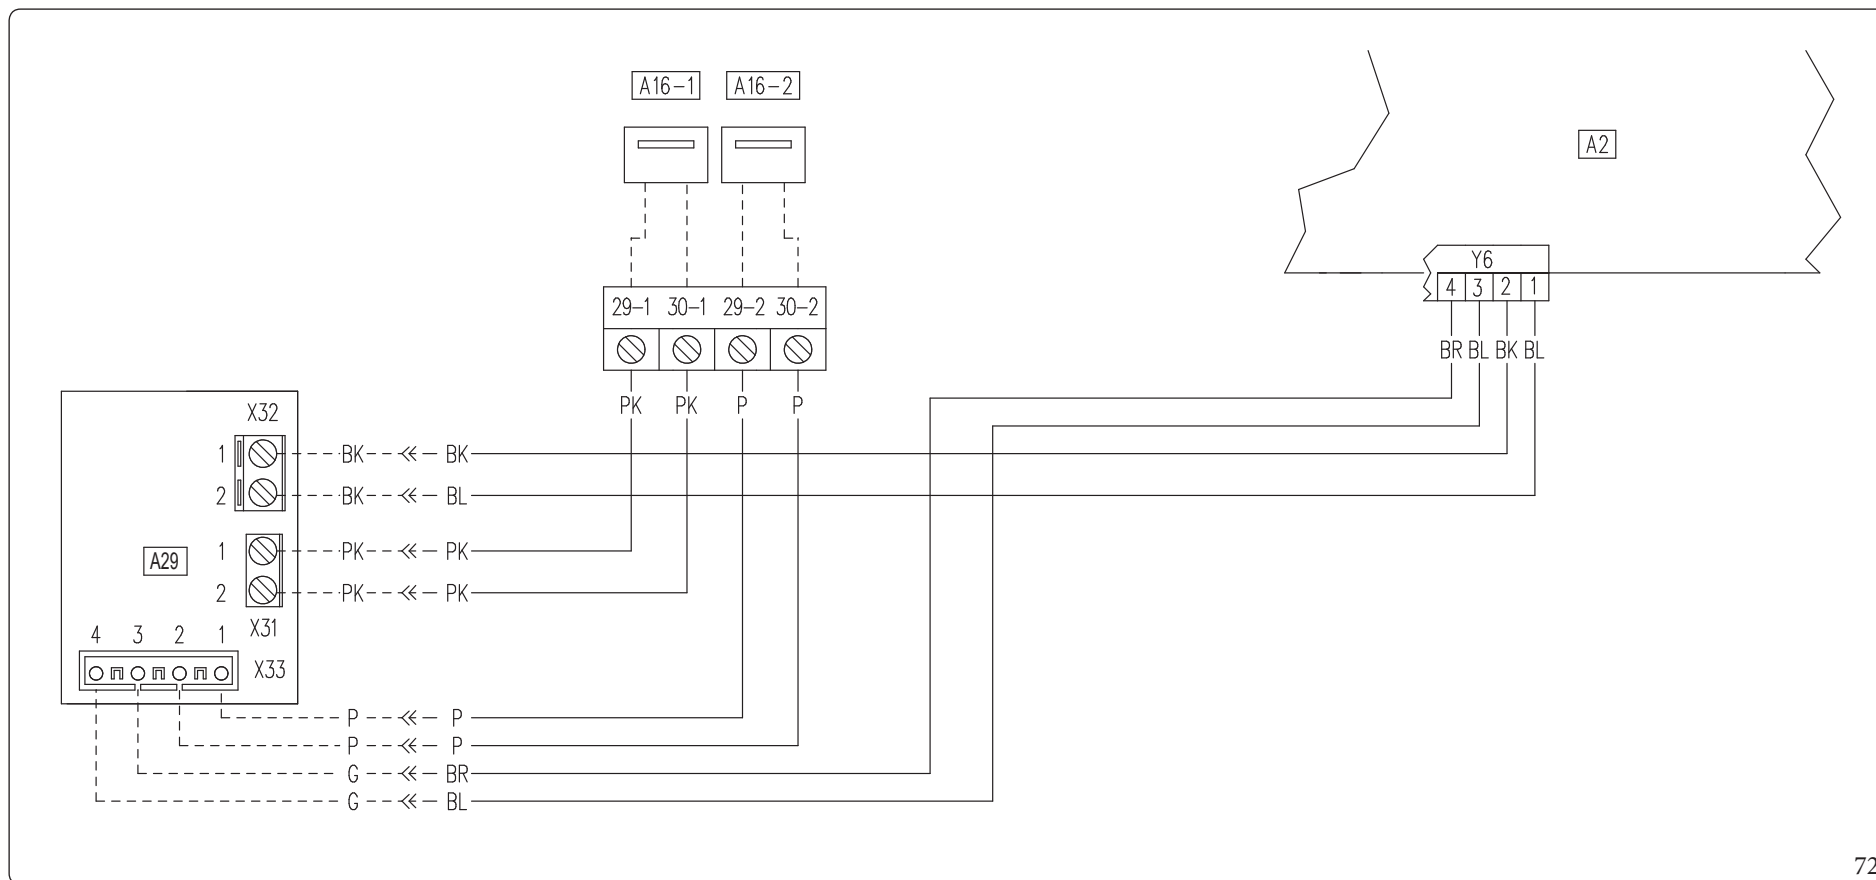 A16-1 A16-2
A2
Y6
4 3 2 1
29-1 30-1 29-2 30-2
BR BL BK BL
PK PK P P
X32
1 BK BK
2 BK BL
1 PK PK
A29
2 PK PK
X31
4 3 2 1
X33
P P
P P
G BR
G BL
72